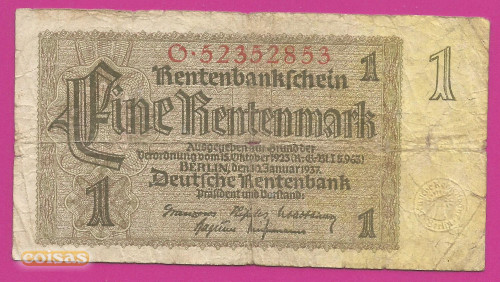 O·52352853
Rentenbankschein 1
1
Eine Rentenmark
Ausgegeben auf Grund der
Verordnung vom 15. Oktober 1923 (R.G.Bl. I S. 963)
BERLIN, den 30. Januar 1937.
Deutsche Rentenbank
Präsident und Vorstand:
1
1
coisas